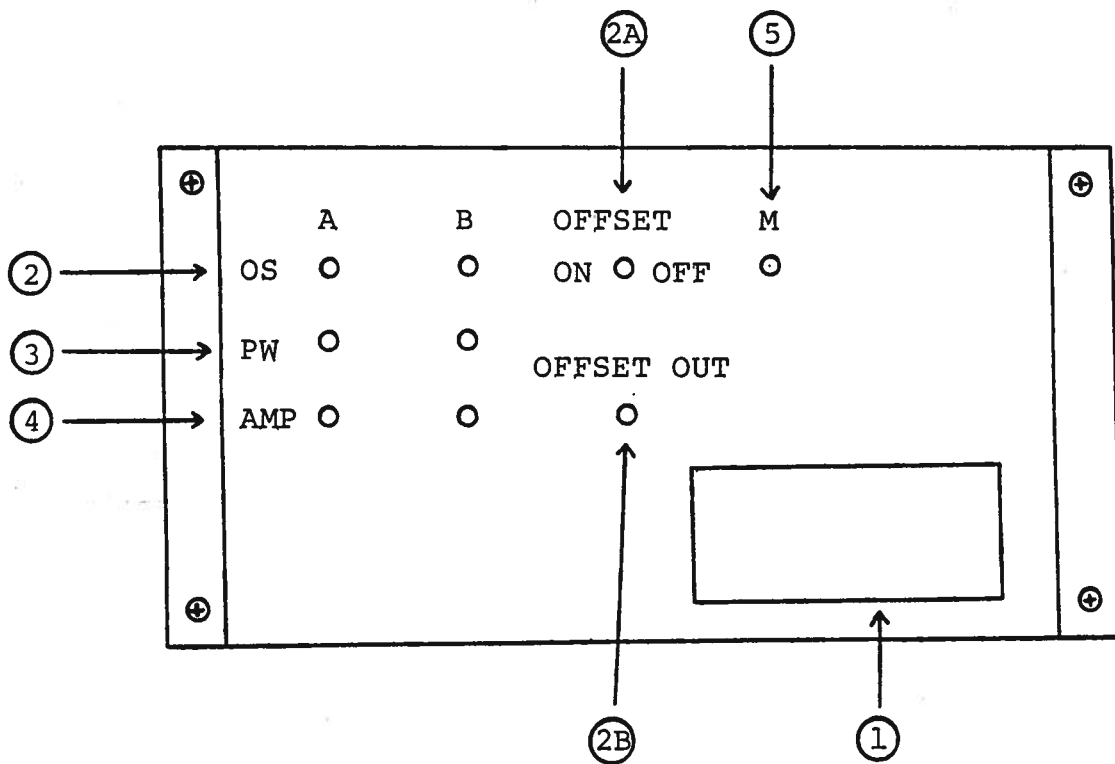 2A 5
A B OFFSET M
2 OS ON OFF
3 PW
OFFSET OUT
4 AMP
2B 1